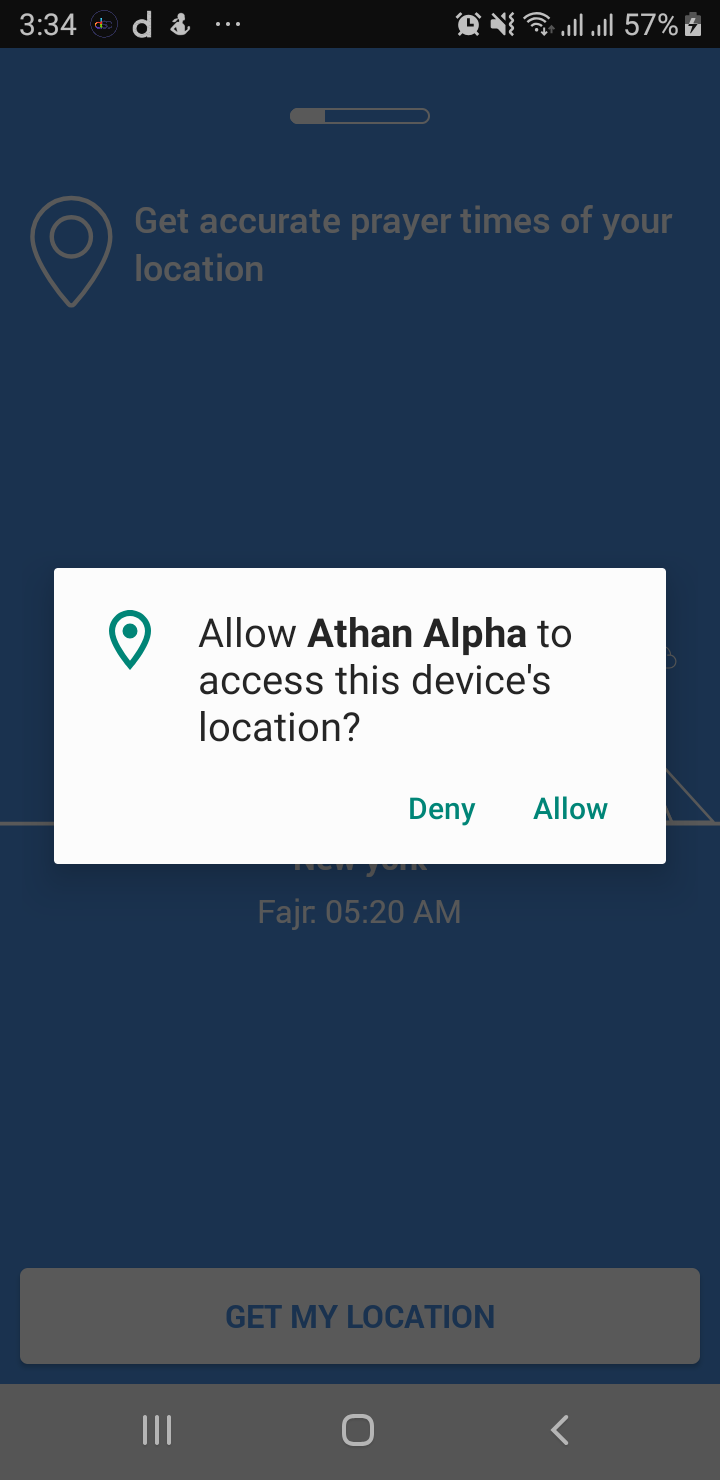 3:34
57%
Get accurate prayer times of your
location
Allow Athan Alpha to
access this device's
location?
Deny
Allow
New york
Fajr: 05:20 AM
GET MY LOCATION